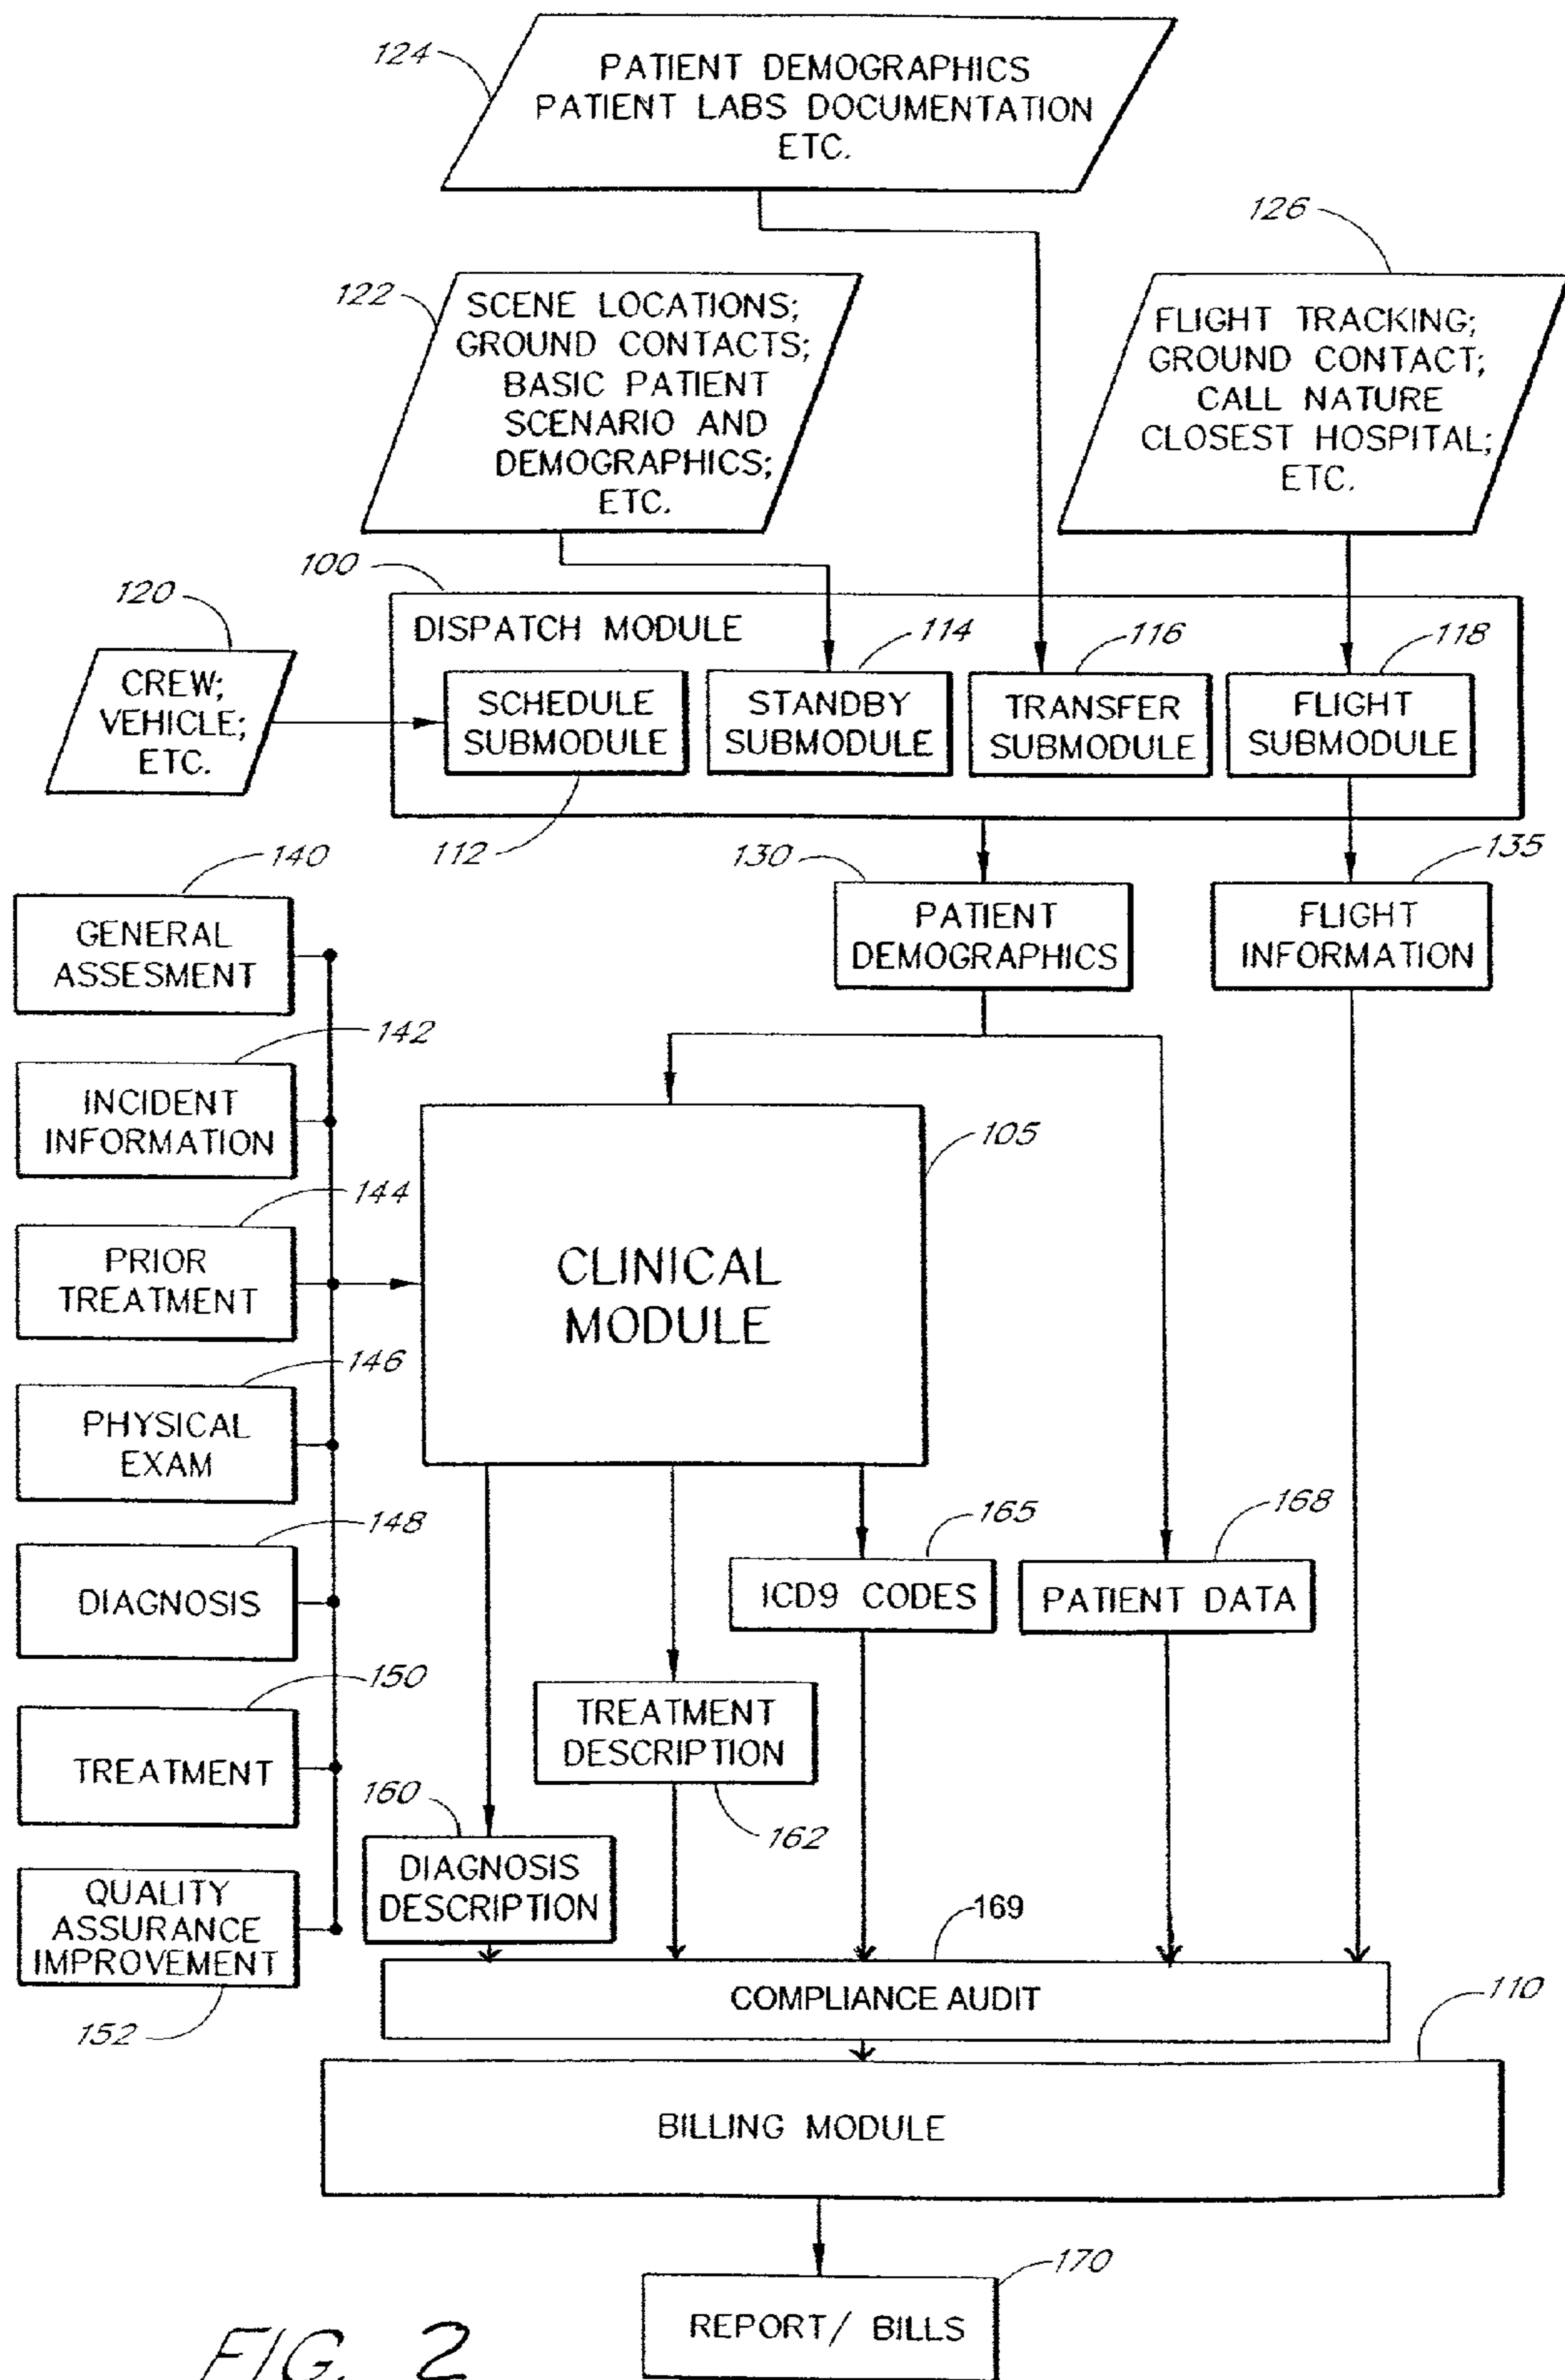 124
PATIENT DEMOGRAPHICS
PATIENT LABS DOCUMENTATION
ETC.
126
122
SCENE LOCATIONS;
GROUND CONTACTS;
BASIC PATIENT
SCENARIO AND
DEMOGRAPHICS;
ETC.
FLIGHT TRACKING;
GROUND CONTACT;
CALL NATURE
CLOSEST HOSPITAL;
ETC.
100
120
CREW;
VEHICLE;
ETC.
DISPATCH MODULE
114
116
118
SCHEDULE
SUBMODULE
STANDBY
SUBMODULE
TRANSFER
SUBMODULE
FLIGHT
SUBMODULE
112
130
135
PATIENT
DEMOGRAPHICS
FLIGHT
INFORMATION
140
GENERAL
ASSESMENT
142
INCIDENT
INFORMATION
144
PRIOR
TREATMENT
146
PHYSICAL
EXAM
148
DIAGNOSIS
150
TREATMENT
QUALITY
ASSURANCE
IMPROVEMENT
152
105
CLINICAL
MODULE
165
ICD9 CODES
168
PATIENT DATA
TREATMENT
DESCRIPTION
162
160
DIAGNOSIS
DESCRIPTION
169
COMPLIANCE AUDIT
110
BILLING MODULE
170
REPORT/ BILLS
FIG. 2